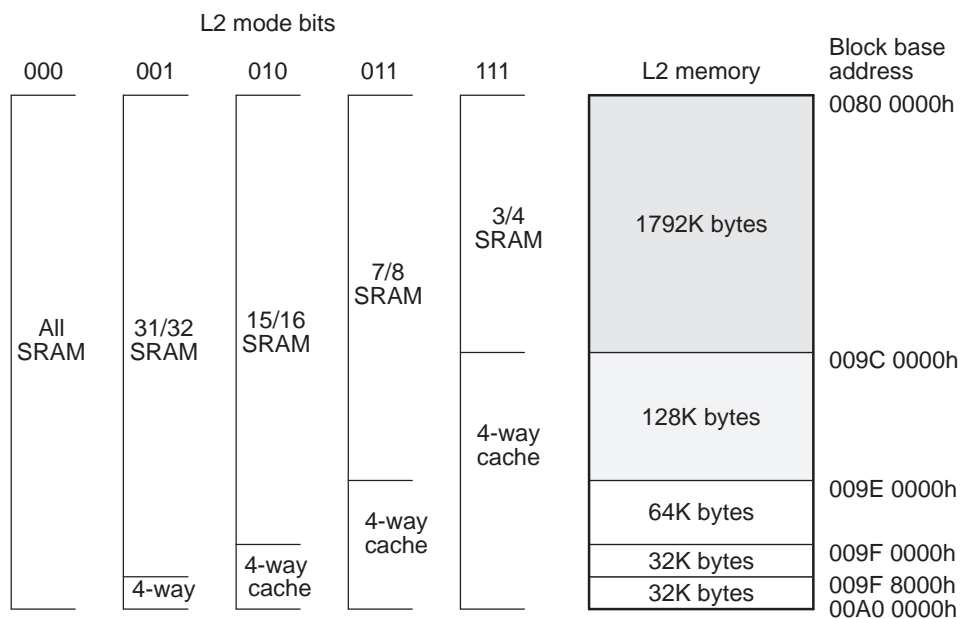 L2 mode bits
000 001 010 011 111 L2 memory
Block base
address
0080 0000h
3/4
SRAM
1792K bytes
7/8
SRAM
All
SRAM
31/32
SRAM
15/16
SRAM
009C 0000h
128K bytes
4-way
cache
009E 0000h
64K bytes
4-way
cache
009F 0000h
32K bytes
4-way
cache
4-way
009F 8000h
32K bytes
00A0 0000h